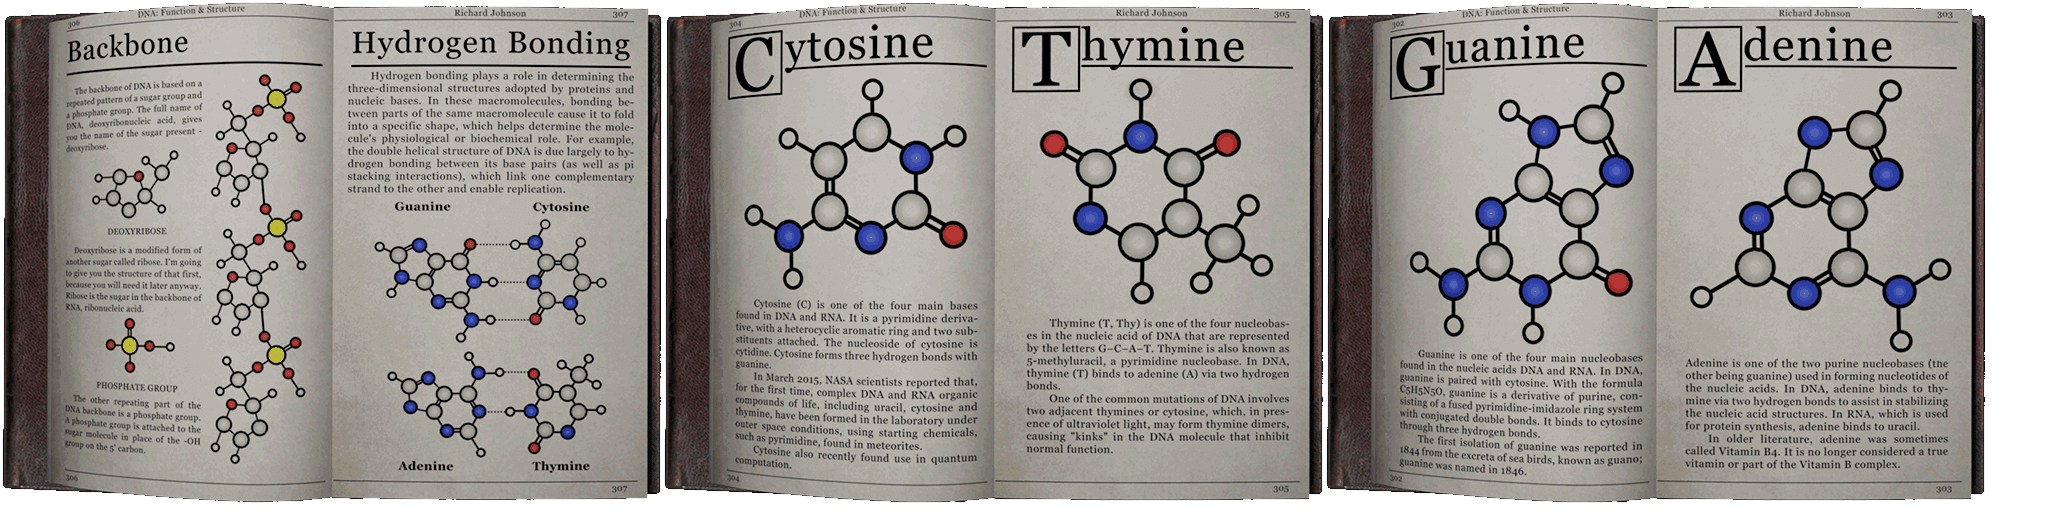 306
DNA: Function & Structure
Backbone
The backbone of DNA is based on a
repeated pattern of a sugar group and
a phosphate group. The full name of
DNA, deoxyribonucleic acid, gives
you the name of the sugar present -
deoxyribose.
DEOXYRIBOSE
Deoxyribose is a modified form of
another sugar called ribose. I'm going
to give you the structure of that first,
because you will need it later anyway.
Ribose is the sugar in the backbone of
RNA, ribonucleic acid.
PHOSPHATE GROUP
The other repeating part of the
DNA backbone is a phosphate group.
A phosphate group is attached to the
sugar molecule in place of the -OH
group on the 5' carbon.
306
Richard Johnson
307
Hydrogen Bonding
Hydrogen bonding plays a role in determining the
three-dimensional structures adopted by proteins and
nucleic bases. In these macromolecules, bonding be-
tween parts of the same macromolecule cause it to fold
into a specific shape, which helps determine the mole-
cule's physiological or biochemical role. For example,
the double helical structure of DNA is due largely to hy-
drogen bonding between its base pairs (as well as pi
stacking interactions), which link one complementary
strand to the other and enable replication.
Guanine Cytosine
Adenine Thymine
307
304
DNA: Function & Structure
Cytosine
Cytosine (C) is one of the four main bases
found in DNA and RNA. It is a pyrimidine deriva-
tive, with a heterocyclic aromatic ring and two sub-
stituents attached. The nucleoside of cytosine is
cytidine. Cytosine forms three hydrogen bonds with
guanine.
In March 2015, NASA scientists reported that,
for the first time, complex DNA and RNA organic
compounds of life, including uracil, cytosine and
thymine, have been formed in the laboratory under
outer space conditions, using starting chemicals,
such as pyrimidine, found in meteorites.
Cytosine also recently found use in quantum
computation.
304
Richard Johnson
305
Thymine
Thymine (T, Thy) is one of the four nucleobas-
es in the nucleic acid of DNA that are represented
by the letters G–C–A–T. Thymine is also known as
5-methyluracil, a pyrimidine nucleobase. In DNA,
thymine (T) binds to adenine (A) via two hydrogen
bonds.
One of the common mutations of DNA involves
two adjacent thymines or cytosine, which, in pres-
ence of ultraviolet light, may form thymine dimers,
causing "kinks" in the DNA molecule that inhibit
normal function.
305
302
DNA: Function & Structure
Guanine
Guanine is one of the four main nucleobases
found in the nucleic acids DNA and RNA. In DNA,
guanine is paired with cytosine. With the formula
C5H5N5O, guanine is a derivative of purine, con-
sisting of a fused pyrimidine-imidazole ring system
with conjugated double bonds. It binds to cytosine
through three hydrogen bonds.
The first isolation of guanine was reported in
1844 from the excreta of sea birds, known as guano;
guanine was named in 1846.
302
Richard Johnson
303
Adenine
Adenine is one of the two purine nucleobases (the
other being guanine) used in forming nucleotides of
the nucleic acids. In DNA, adenine binds to thy-
mine via two hydrogen bonds to assist in stabilizing
the nucleic acid structures. In RNA, which is used
for protein synthesis, adenine binds to uracil.
In older literature, adenine was sometimes
called Vitamin B4. It is no longer considered a true
vitamin or part of the Vitamin B complex.
303